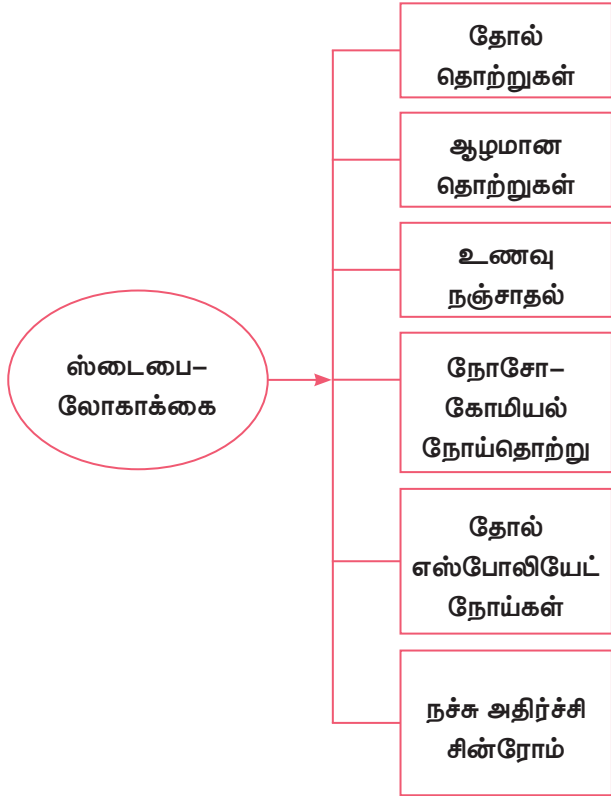 ஸ்டைபை–
லோகாக்கை
தோல்
தொற்றுகள்
ஆழமான
தொற்றுகள்
உணவு
நஞ்சாதல்
நோசோ–
கோமியல்
நோய்தொற்று
தோல்
எஸ்போலியேட்
நோய்கள்
நச்சு அதிர்ச்சி
சின்ரோம்